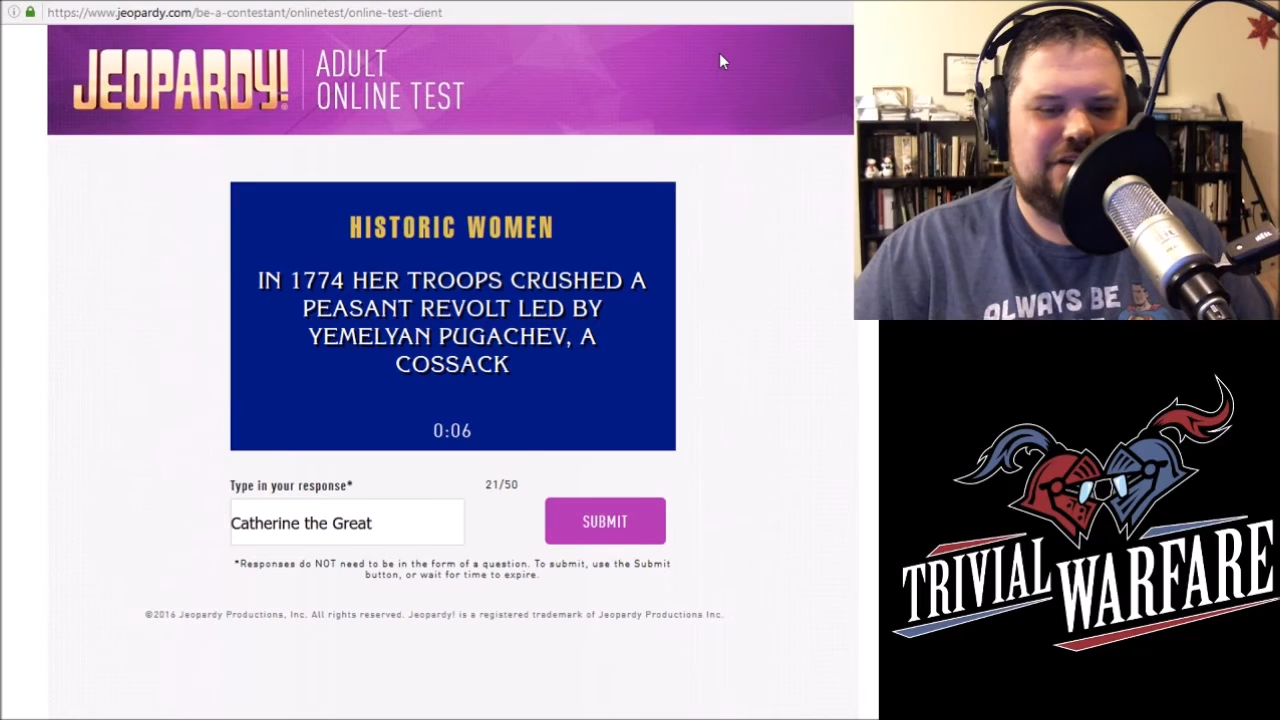 https://www.jeopardy.com/be-a-contestant/onlinetest/online-test-client
JEOPARDY!
ADULT
ONLINE TEST
HISTORIC WOMEN
IN 1774 HER TROOPS CRUSHED A
PEASANT REVOLT LED BY
YEMELYAN PUGACHEV, A
COSSACK
0:06
Type in your response*
21/50
Catherine the Great
SUBMIT
*Responses do NOT need to be in the form of a question. To submit, use the Submit
button, or wait for time to expire.
©2016 Jeopardy Productions, Inc. All rights reserved. Jeopardy! is a registered trademark of Jeopardy Productions Inc.
ALWAYS BE
TRIVIAL
WARFARE